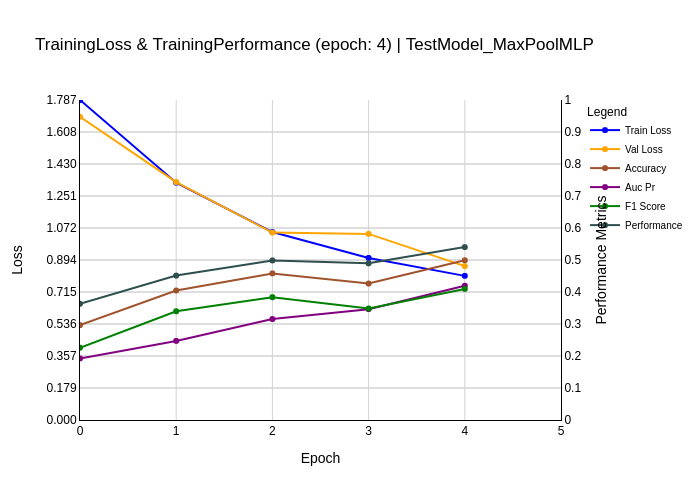 TrainingLoss & TrainingPerformance (epoch: 4) | TestModel_MaxPoolMLP
1.787
1.608
1.430
1.251
1.072
0.894
0.715
0.536
0.357
0.179
0.000
Loss
0
1
2
3
4
5
Epoch
1
0.9
0.8
0.7
0.6
0.5
0.4
0.3
0.2
0.1
0
Performance Metrics
Legend
Train Loss
Val Loss
Accuracy
Auc Pr
F1 Score
Performance